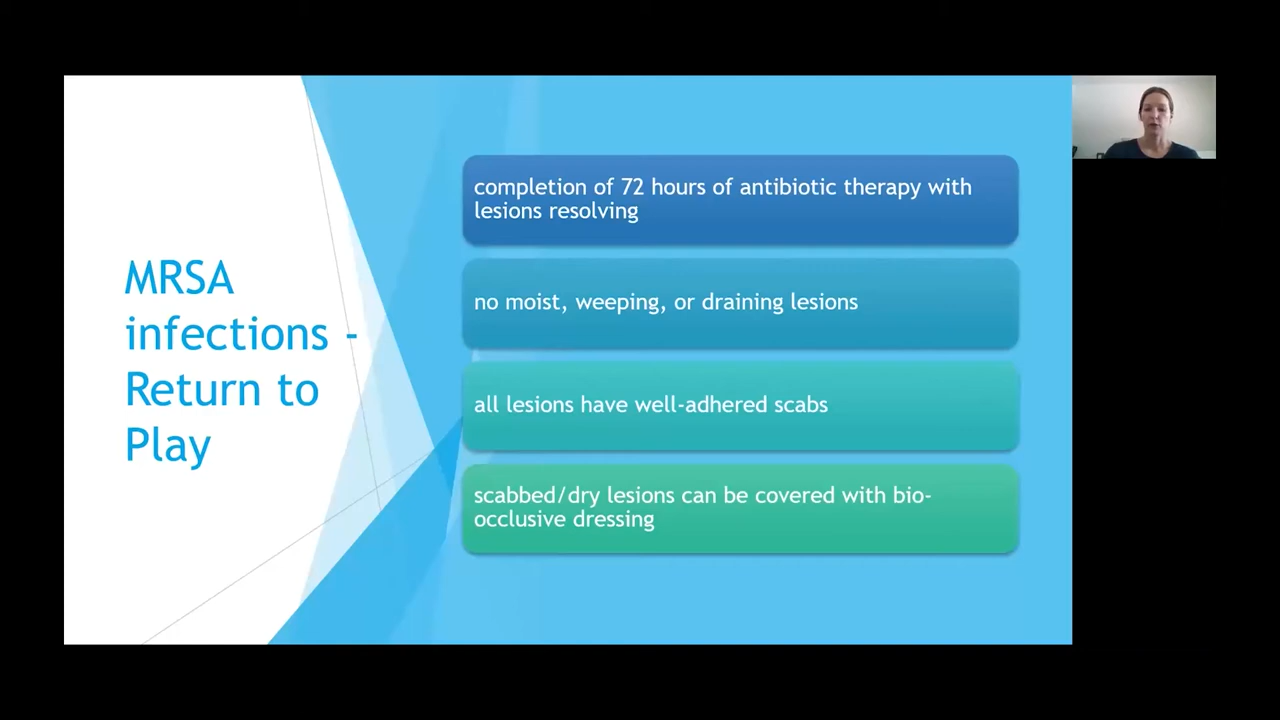 MRSA
infections -
Return to
Play
completion of 72 hours of antibiotic therapy with
lesions resolving
no moist, weeping, or draining lesions
all lesions have well-adhered scabs
scabbed/dry lesions can be covered with bio-
occlusive dressing